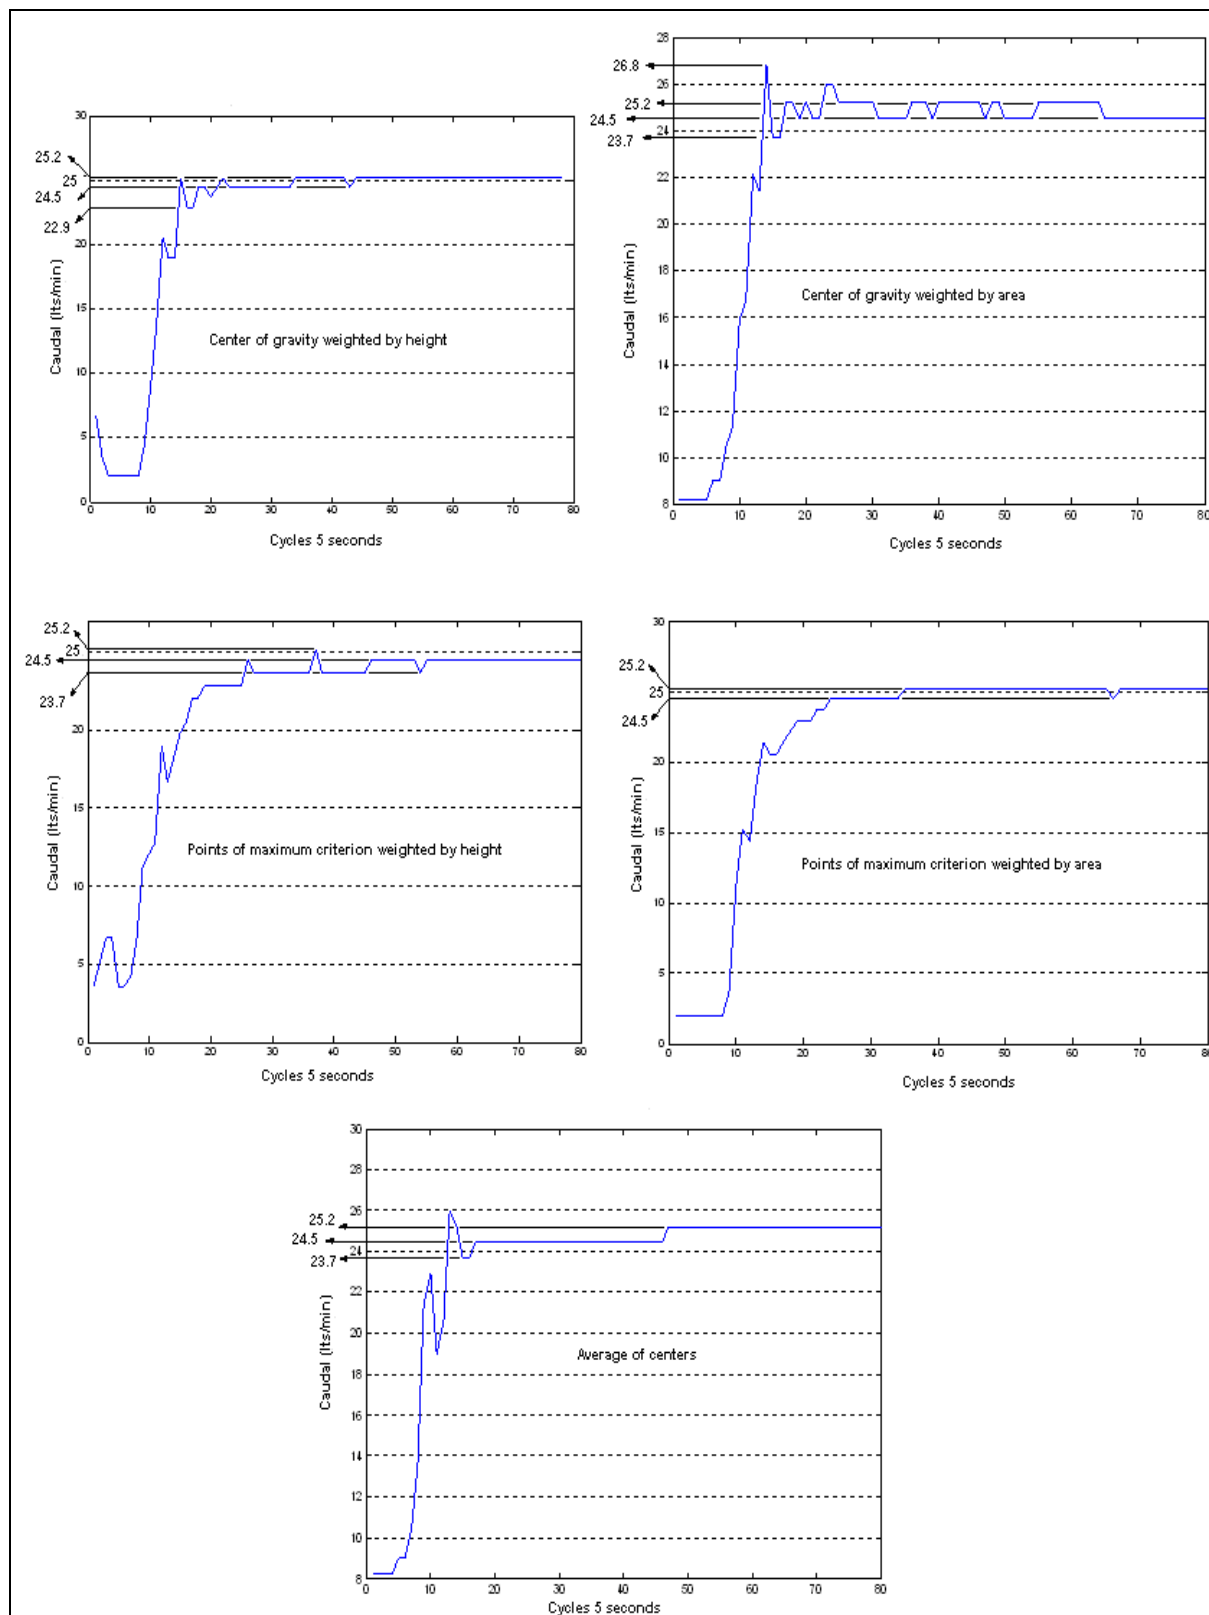 30
25.2
25
24.5
22.9
20
15
10
5
0
0 10 20 30 40 50 60 70 80
Caudal (lts/min)
Center of gravity weighted by height
Cycles 5 seconds
28
26.8
26
25.2
24.5
24
23.7
22
20
18
16
14
12
10
8
0 10 20 30 40 50 60 70 80
Caudal (lts/min)
Center of gravity weighted by area
Cycles 5 seconds
25.2
25
24.5
23.7
20
15
10
5
0
0 10 20 30 40 50 60 70 80
Caudal (lts/min)
Points of maximum criterion weighted by height
Cycles 5 seconds
30
25.2
25
24.5
20
15
10
5
0
0 10 20 30 40 50 60 70 80
Caudal (lts/min)
Points of maximum criterion weighted by area
Cycles 5 seconds
30
28
26
25.2
24.5
24
23.7
22
20
18
16
14
12
10
8
0 10 20 30 40 50 60 70 80
Caudal (lts/min)
Average of centers
Cycles 5 seconds